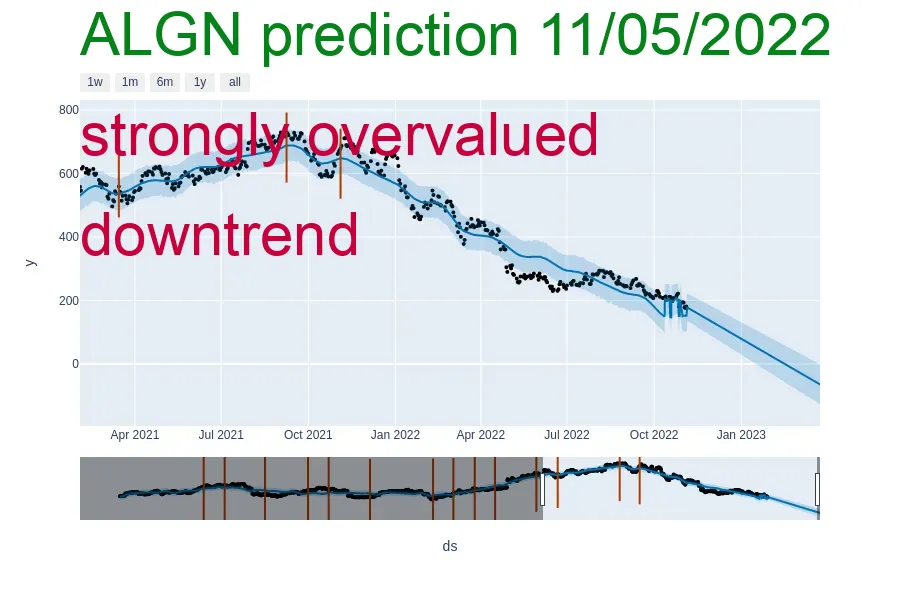 ALGN prediction 11/05/2022
1w 1m 6m 1y all
800
strongly overvalued
600
400
downtrend
200
0
y
Apr 2021 Jul 2021 Oct 2021 Jan 2022 Apr 2022 Jul 2022 Oct 2022 Jan 2023
ds